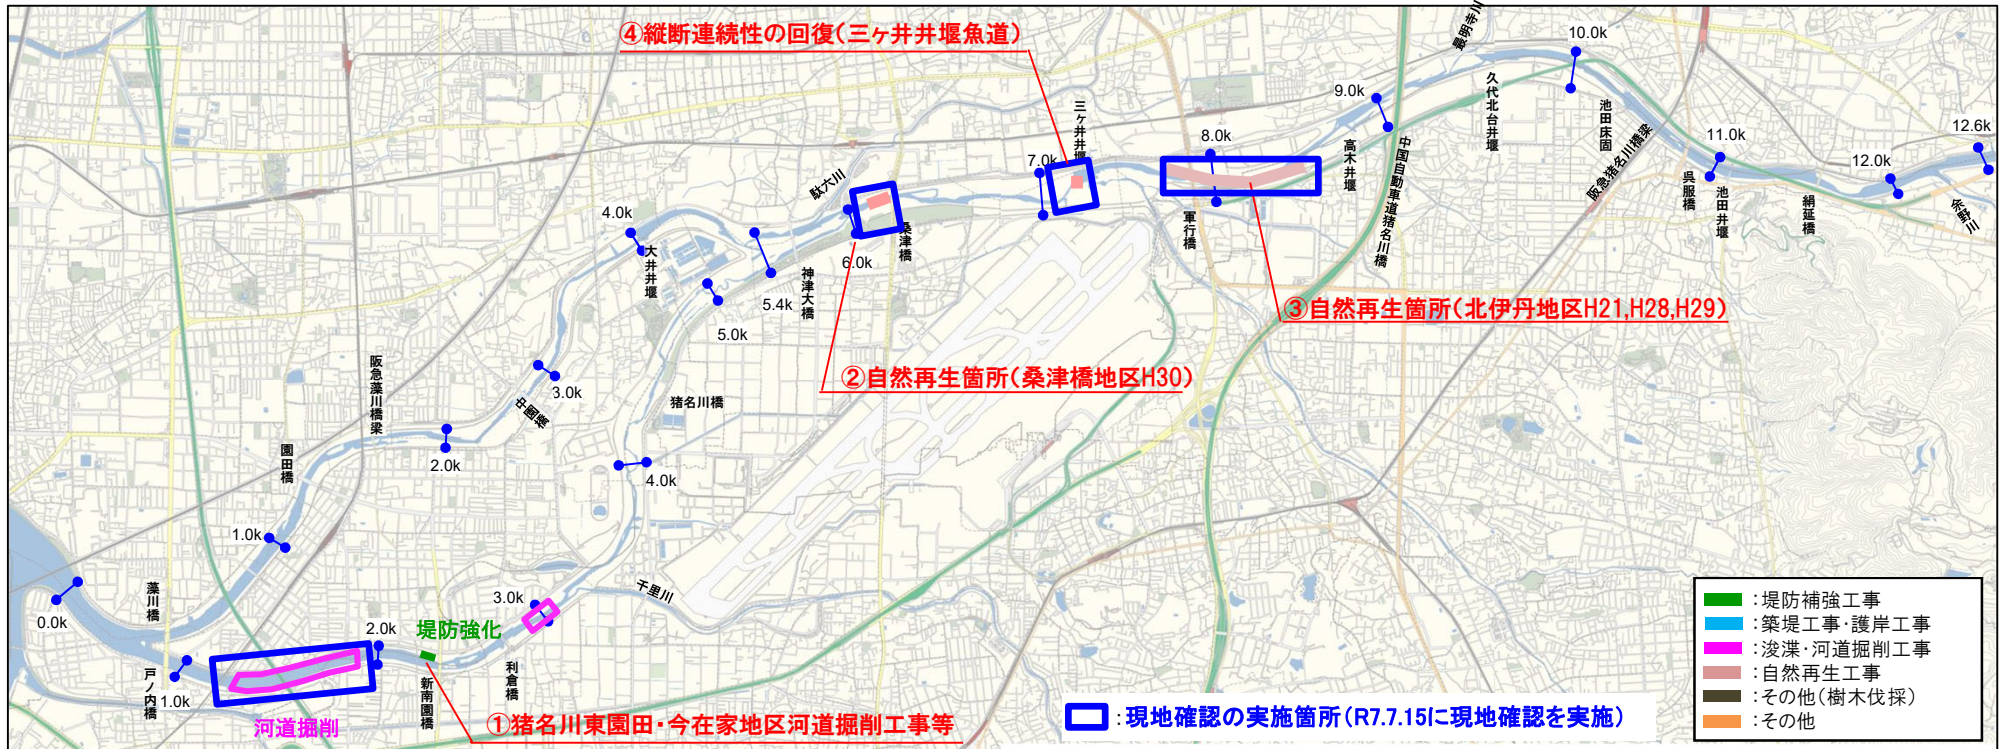 ④縦断連続性の回復(三ヶ井井堰魚道)
最明寺川
10.0k
9.0k
久代北台井堰
池田床固
三ヶ井井堰
8.0k
高木井堰
中国自動車道猪名川橋
阪急猪名川橋梁
11.0k
12.6k
7.0k
12.0k
呉服橋
池田井堰
絹延橋
余野川
駄六川
4.0k
大井井堰
桑津橋
軍行橋
6.0k
神津大橋
5.4k
5.0k
③自然再生箇所(北伊丹地区H21,H28,H29)
②自然再生箇所(桑津橋地区H30)
阪急藻川橋梁
3.0k
中園橋
猪名川橋
園田橋
2.0k
4.0k
1.0k
藻川橋
0.0k
千里川
3.0k
堤防強化
2.0k
戸ノ内橋
1.0k
新南園橋
利倉橋
河道掘削
①猪名川東園田・今在家地区河道掘削工事等
:現地確認の実施箇所(R7.7.15に現地確認を実施)
:堤防補強工事
:築堤工事・護岸工事
:浚渫・河道掘削工事
:自然再生工事
:その他(樹木伐採)
:その他